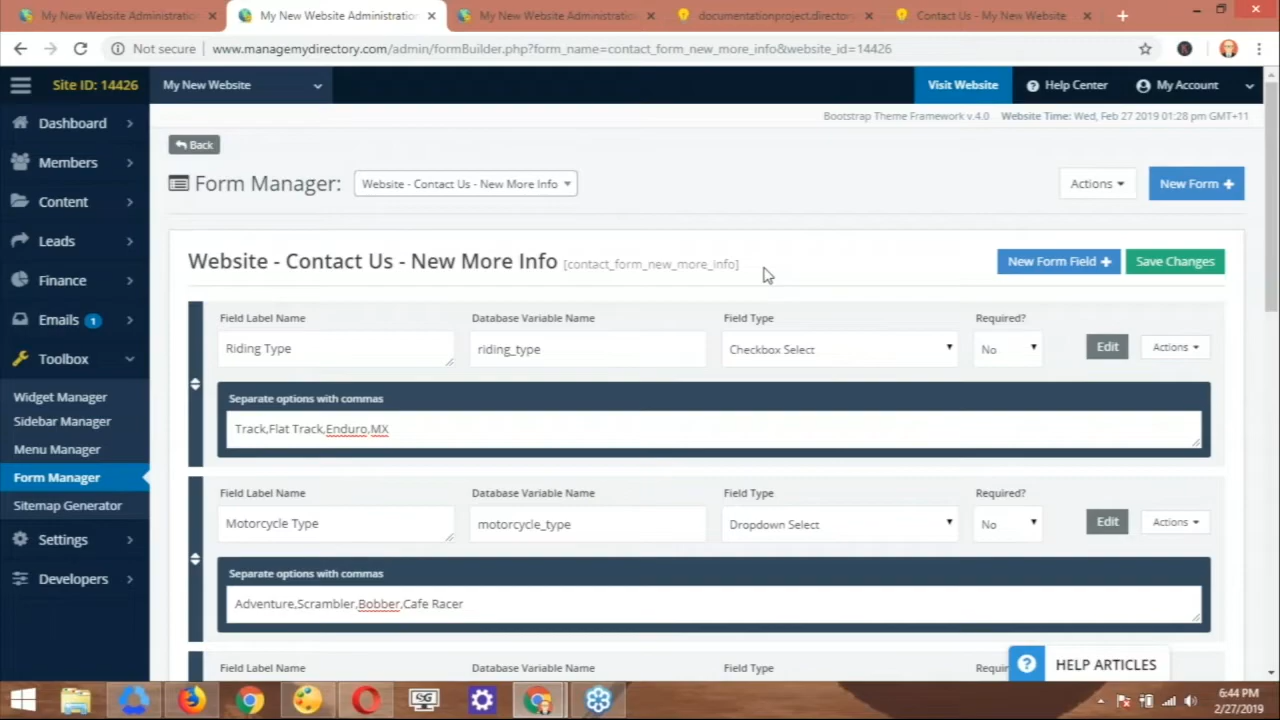 My New Website Administratio
My New Website Administratio
My New Website Administratio
documentationproject.director
Contact Us - My New Website
Not secure
www.managemydirectory.com/admin/formBuilder.php?form_name=contact_form_new_more_info&website_id=14426
Site ID: 14426
My New Website
Visit Website
Help Center
My Account
Bootstrap Theme Framework v.4.0 Website Time: Wed, Feb 27 2019 01:28 pm GMT+11
Dashboard
Members
Content
Leads
Finance
Emails 1
Toolbox
Widget Manager
Sidebar Manager
Menu Manager
Form Manager
Sitemap Generator
Settings
Developers
Back
Form Manager:
Website - Contact Us - New More Info
Actions
New Form +
Website - Contact Us - New More Info [contact_form_new_more_info]
New Form Field +
Save Changes
Field Label Name
Database Variable Name
Field Type
Required?
Riding Type
riding_type
Checkbox Select
No
Edit
Actions
Separate options with commas
Track,Flat Track,Enduro,MX
Field Label Name
Database Variable Name
Field Type
Required?
Motorcycle Type
motorcycle_type
Dropdown Select
No
Edit
Actions
Separate options with commas
Adventure,Scrambler,Bobber,Cafe Racer
Field Label Name
Database Variable Name
Field Type
Requir
? HELP ARTICLES
SG
6:44 PM
2/27/2019